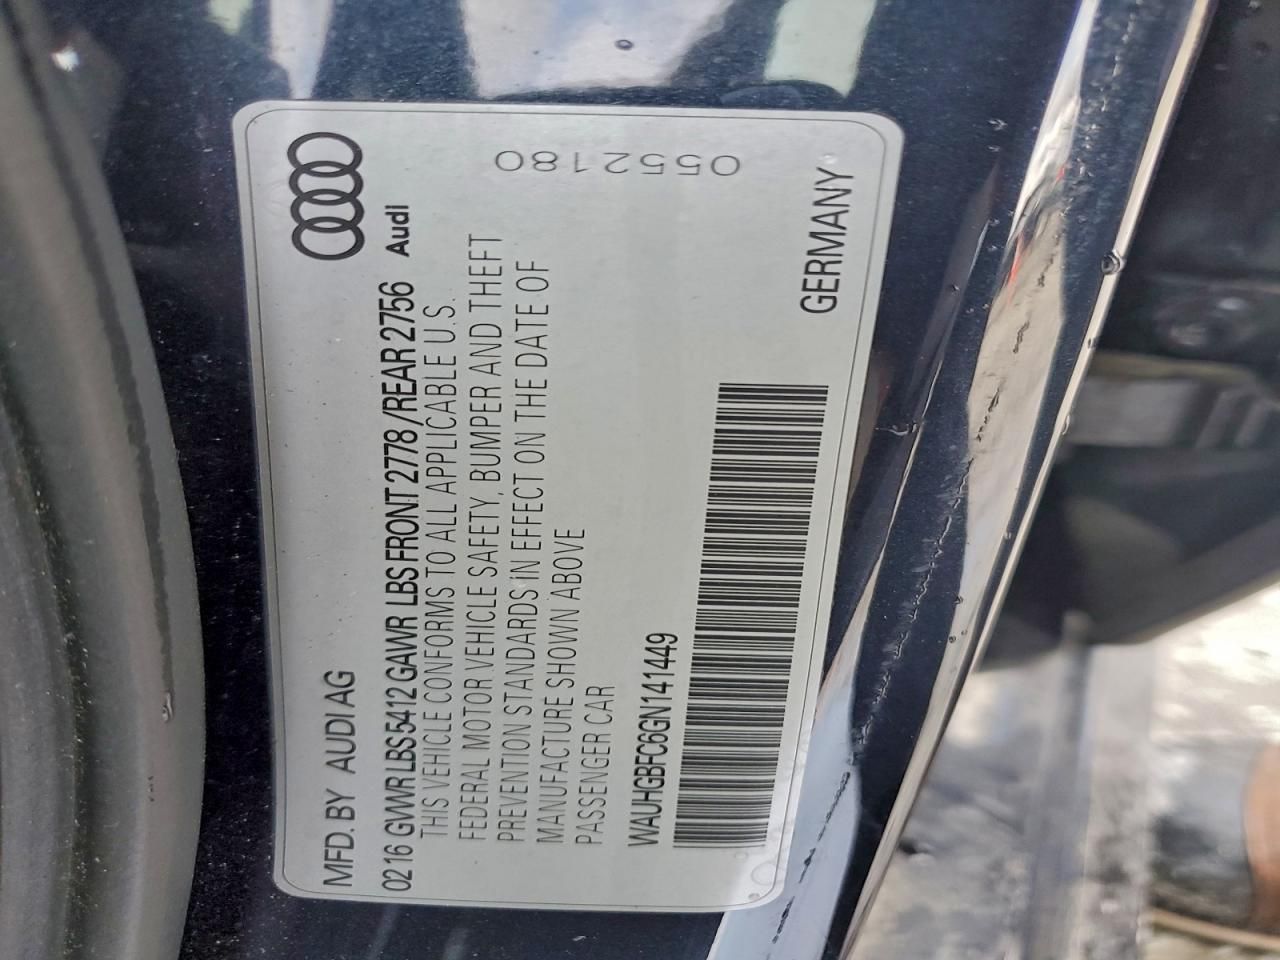 MFD. BY AUDI AG
Audi
02 16 GVWR LBS 5412 GAWR LBS FRONT 2778 /REAR 2756
THIS VEHICLE CONFORMS TO ALL APPLICABLE U.S.
FEDERAL MOTOR VEHICLE SAFETY, BUMPER AND THEFT
PREVENTION STANDARDS IN EFFECT ON THE DATE OF
MANUFACTURE SHOWN ABOVE
PASSENGER CAR
WAUHGBFC6GN141449
GERMANY
0552180